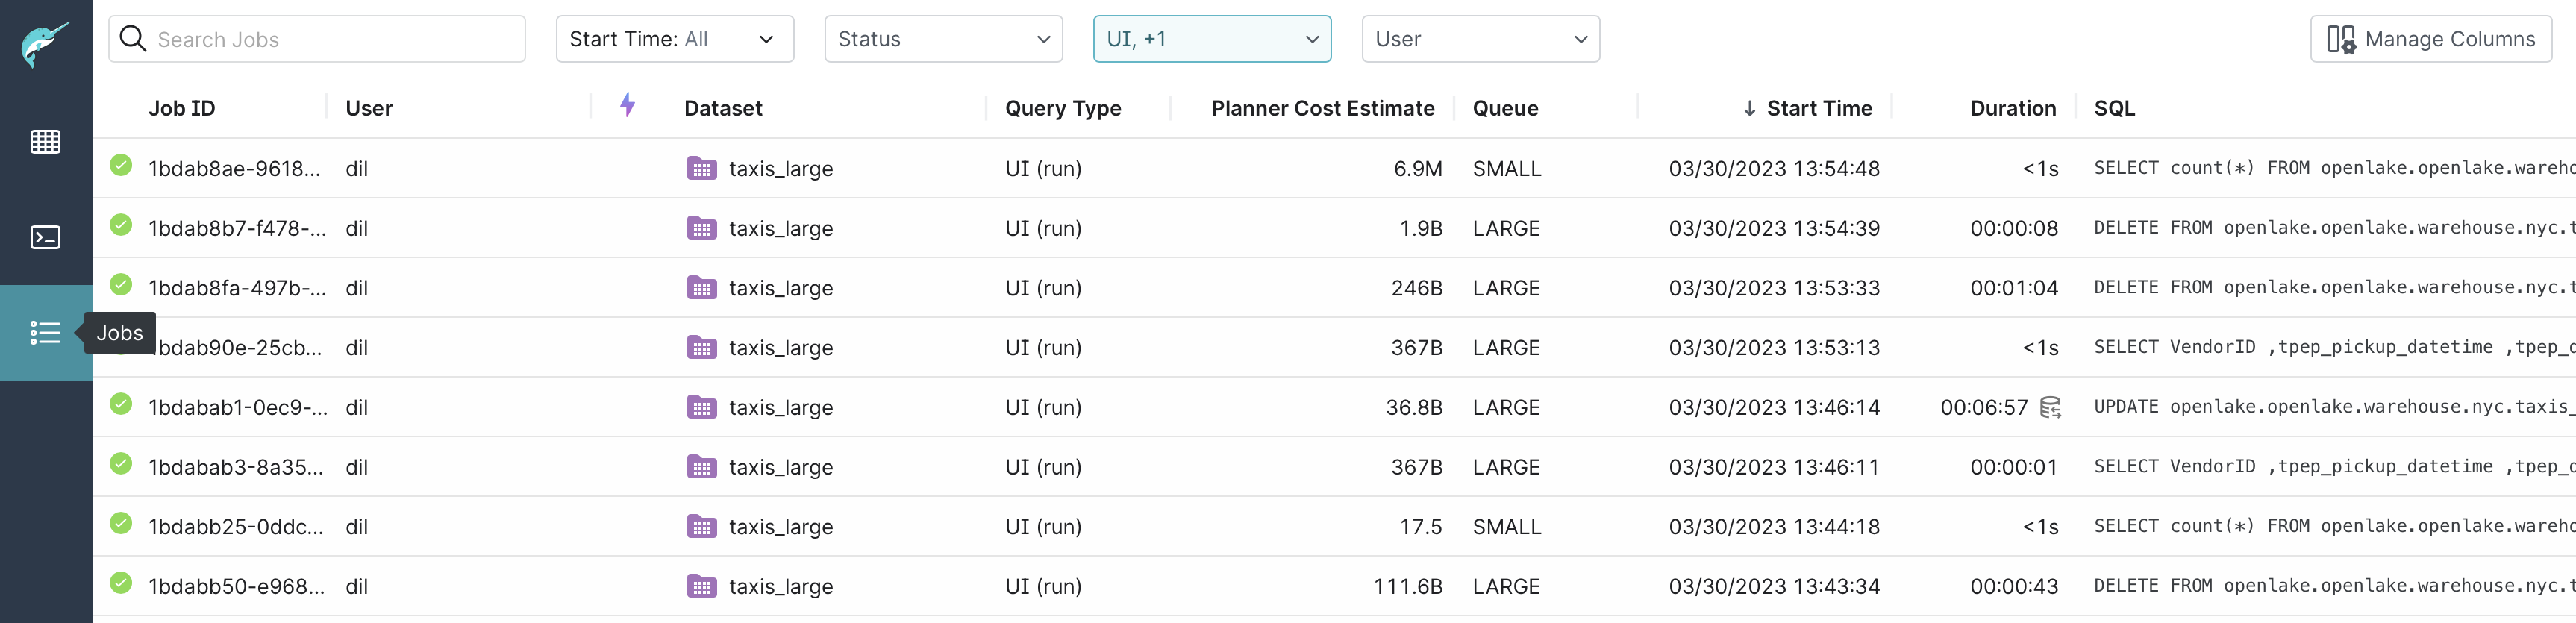 Search Jobs Start Time: All Status UI, +1 User Manage Columns
Job ID User Dataset Query Type Planner Cost Estimate Queue Start Time Duration SQL
1bdab8ae-9618... dil taxis_large UI (run) 6.9M SMALL 03/30/2023 13:54:48 <1s SELECT count(*) FROM openlake.openlake.wareho
1bdab8b7-f478-... dil taxis_large UI (run) 1.9B LARGE 03/30/2023 13:54:39 00:00:08 DELETE FROM openlake.openlake.warehouse.nyc.t
1bdab8fa-497b-... dil taxis_large UI (run) 246B LARGE 03/30/2023 13:53:33 00:01:04 DELETE FROM openlake.openlake.warehouse.nyc.t
Jobs
bdab90e-25cb... dil taxis_large UI (run) 367B LARGE 03/30/2023 13:53:13 <1s SELECT VendorID ,tpep_pickup_datetime ,tpep_d
1bdabab1-0ec9-... dil taxis_large UI (run) 36.8B LARGE 03/30/2023 13:46:14 00:06:57 UPDATE openlake.openlake.warehouse.nyc.taxis_
1bdabab3-8a35... dil taxis_large UI (run) 367B LARGE 03/30/2023 13:46:11 00:00:01 SELECT VendorID ,tpep_pickup_datetime ,tpep_d
1bdabb25-0ddc... dil taxis_large UI (run) 17.5 SMALL 03/30/2023 13:44:18 <1s SELECT count(*) FROM openlake.openlake.wareho
1bdabb50-e968... dil taxis_large UI (run) 111.6B LARGE 03/30/2023 13:43:34 00:00:43 DELETE FROM openlake.openlake.warehouse.nyc.t